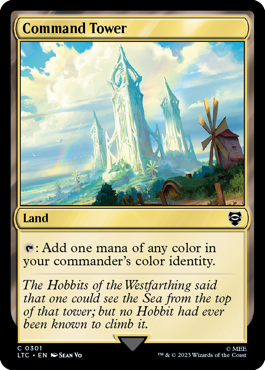 Command Tower
Land
: Add one mana of any color in
your commander's color identity.
The Hobbits of the Westfarthing said
that one could see the Sea from the top
of that tower; but no Hobbit had ever
been known to climb it.
C 0301
LTC • EN Sean Vo
© MEE
™ & © 2023 Wizards of the Coast